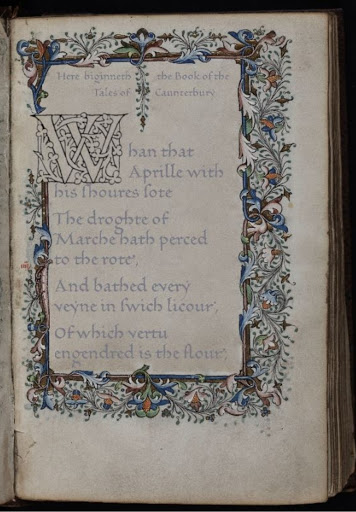 Here biginneth the Book of the
Tales of Caunterbury
Whan that
Aprille with
his ſhoures ſote
The droghte of
Marche hath perced
to the rote',
And bathed every
veyne in ſwich licour',
Of which vertu
engendred is the flour',